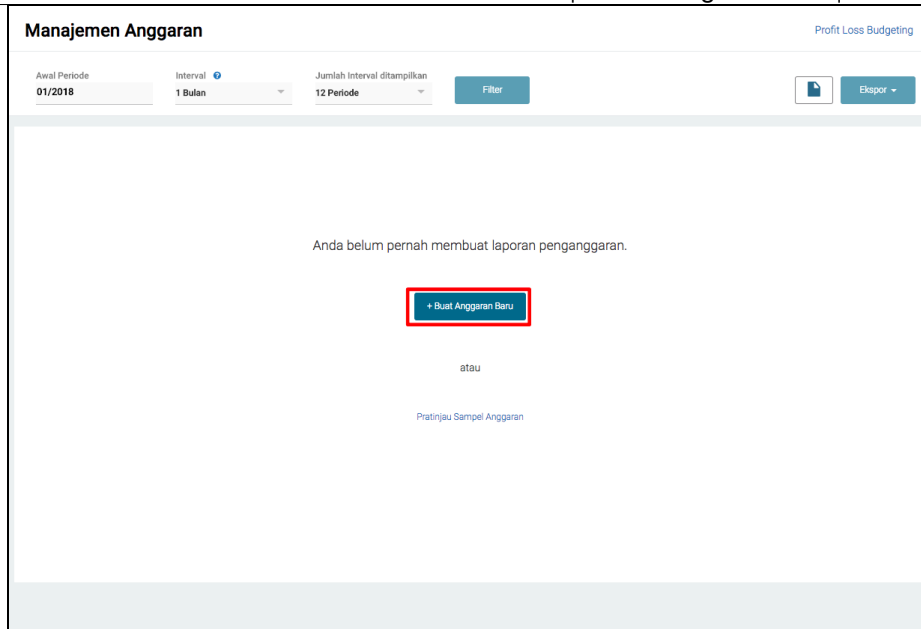 Manajemen Anggaran
Profit Loss Budgeting
Awal Periode
Interval
Jumlah Interval ditampilkan
01/2018
1 Bulan
12 Periode
Filter
Ekspor
Anda belum pernah membuat laporan penganggaran.
+ Buat Anggaran Baru
atau
Pratinjau Sampel Anggaran